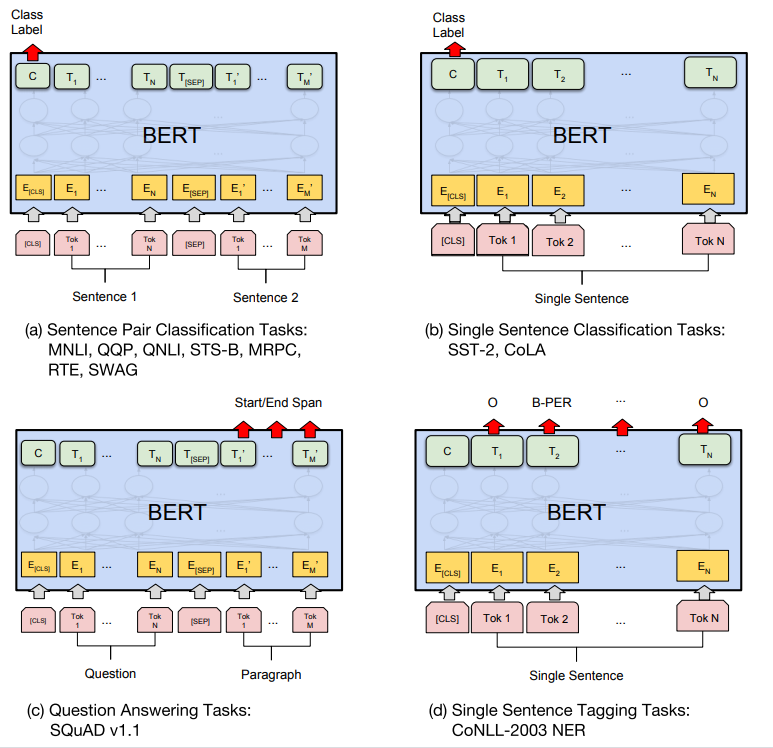 Class
Label
C T1 ... TN T[SEP] T1' ... TM'
BERT
E[CLS] E1 ... EN E[SEP] E1' ... EM'
[CLS] Tok 1 ... Tok N [SEP] Tok 1 ... Tok M
Sentence 1 Sentence 2
(a) Sentence Pair Classification Tasks:
MNLI, QQP, QNLI, STS-B, MRPC,
RTE, SWAG
Class
Label
C T1 T2 ... TN
BERT
E[CLS] E1 E2 ... EN
[CLS] Tok 1 Tok 2 ... Tok N
Single Sentence
(b) Single Sentence Classification Tasks:
SST-2, CoLA
Start/End Span
C T1 ... TN T[SEP] T1' ... TM'
BERT
E[CLS] E1 ... EN E[SEP] E1' ... EM'
[CLS] Tok 1 ... Tok N [SEP] Tok 1 ... Tok M
Question Paragraph
(c) Question Answering Tasks:
SQuAD v1.1
O B-PER ... O
C T1 T2 ... TN
BERT
E[CLS] E1 E2 ... EN
[CLS] Tok 1 Tok 2 ... Tok N
Single Sentence
(d) Single Sentence Tagging Tasks:
CoNLL-2003 NER